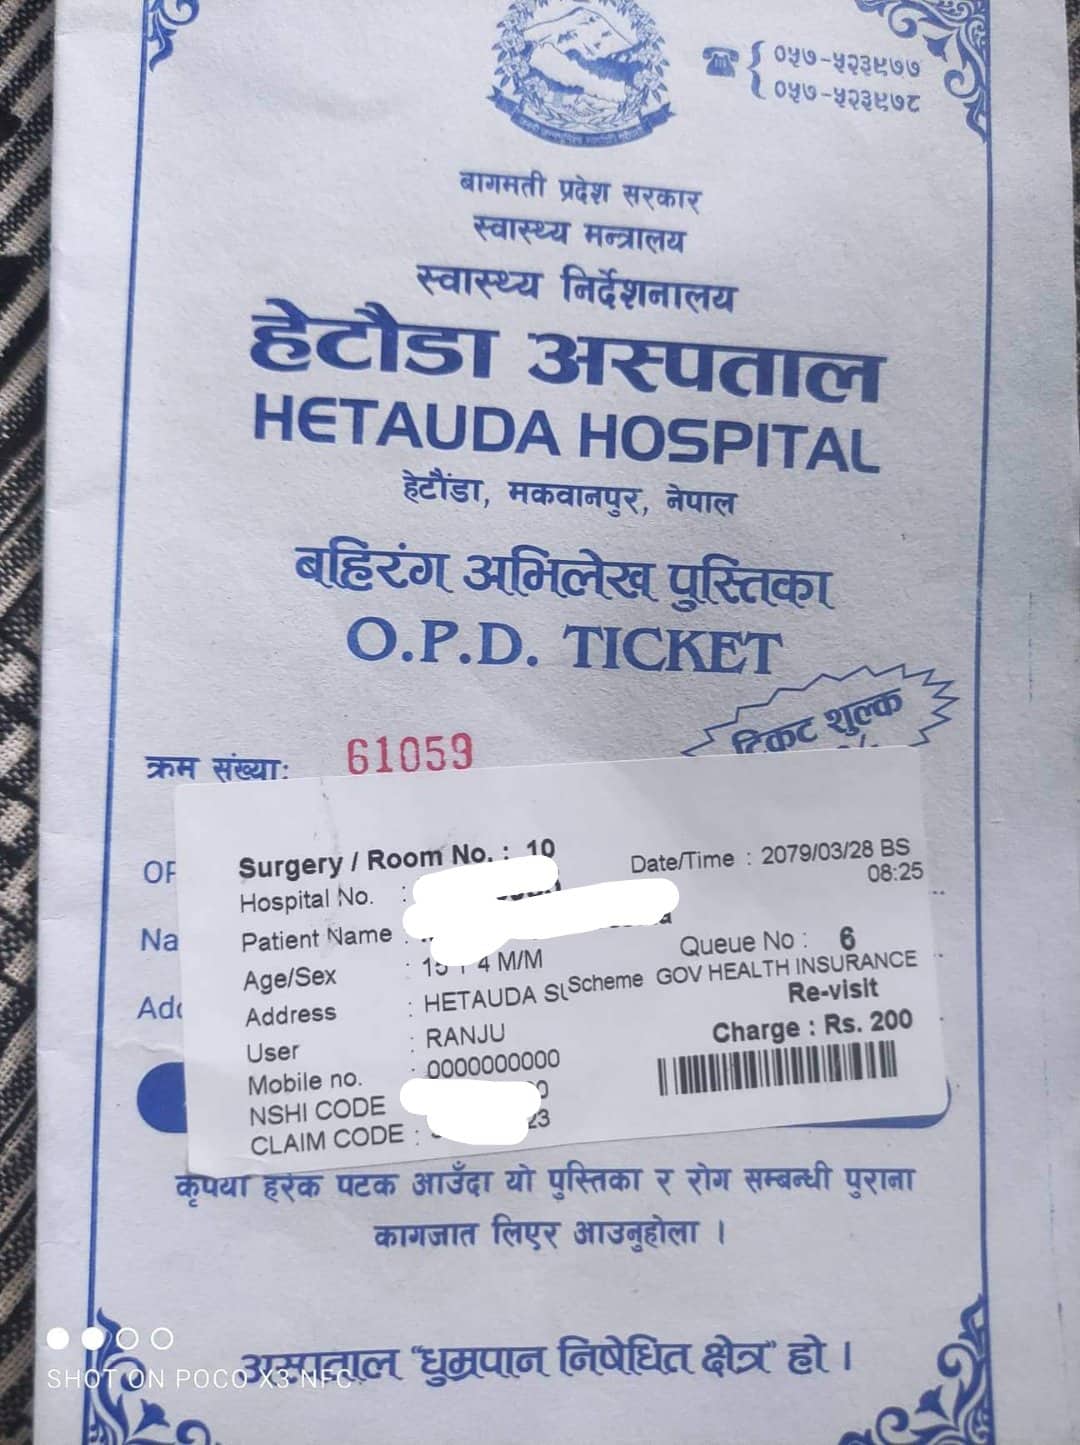 ०५७-५२३९७७
०५७-५२३९७८
बागमती प्रदेश सरकार
स्वास्थ्य मन्त्रालय
स्वास्थ्य निर्देशनालय
हेटौडा अस्पताल
HETAUDA HOSPITAL
हेटौंडा, मकवानपुर, नेपाल
बहिरंग अभिलेख पुस्तिका
O.P.D. TICKET
टिकट शुल्क
क्रम संख्या: 61059
Surgery / Room No. : 10
Date/Time : 2079/03/28 BS
08:25
Hospital No. :
Patient Name :
Queue No : 6
Age/Sex : 4 M/M
Scheme GOV HEALTH INSURANCE
Address : HETAUDA
Re-visit
User : RANJU
Charge : Rs. 200
Mobile no. : 0000000000
NSHI CODE
CLAIM CODE : 23
कृपया हरेक पटक आउँदा यो पुस्तिका र रोग सम्बन्धी पुराना
कागजात लिएर आउनुहोला ।
अस्पताल "धुम्रपान निषेधित क्षेत्र" हो ।
SHOT ON POCO X3 NFC